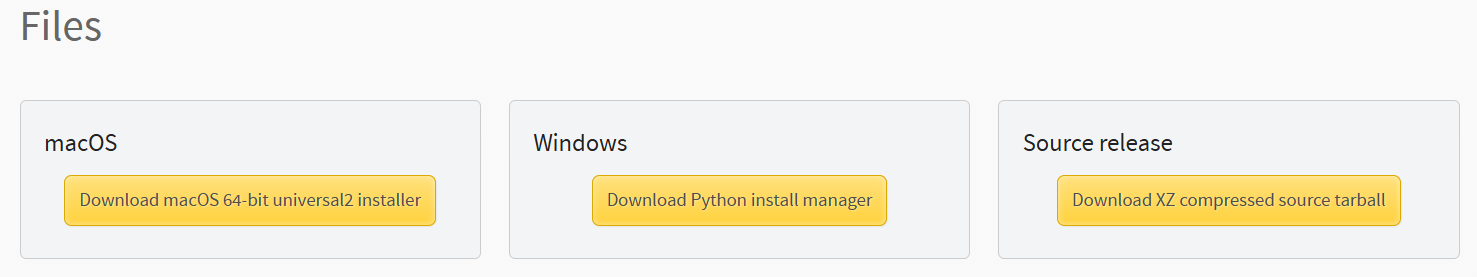 Files
macOS
Download macOS 64-bit universal2 installer
Windows
Download Python install manager
Source release
Download XZ compressed source tarball